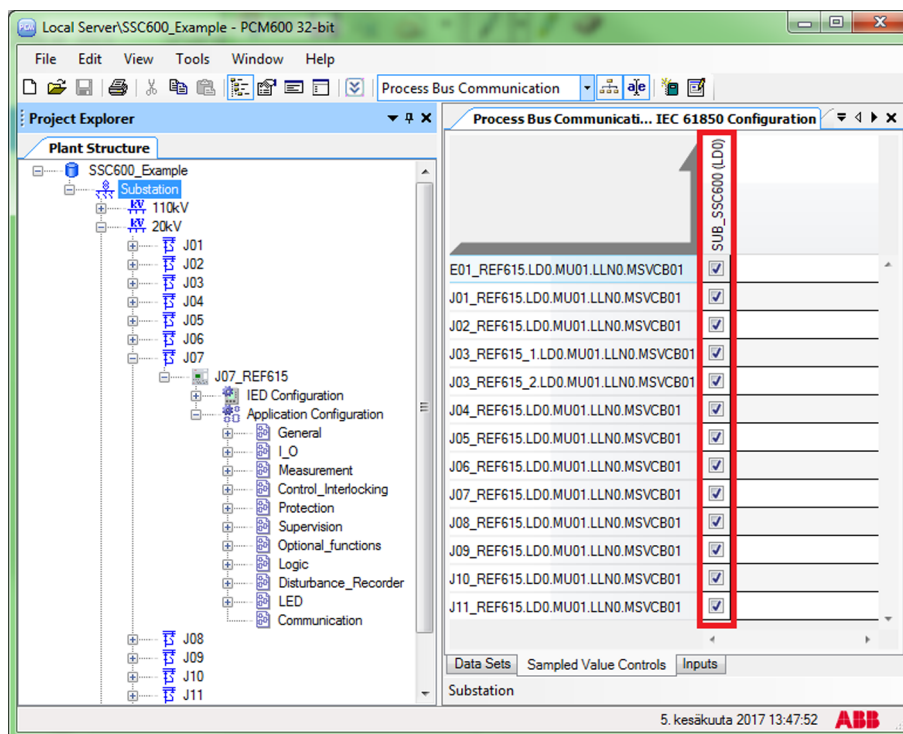 Local Server\SSC600_Example - PCM600 32-bit
File Edit View Tools Window Help
Process Bus Communication
Project Explorer
Plant Structure
SSC600_Example
Substation
110kV
20kV
J01
J02
J03
J04
J05
J06
J07
J07_REF615
IED Configuration
Application Configuration
General
I_O
Measurement
Control_Interlocking
Protection
Supervision
Optional_functions
Logic
Disturbance_Recorder
LED
Communication
J08
J09
J10
J11
Process Bus Communicati... IEC 61850 Configuration
SUB_SSC600 (LD0)
E01_REF615.LD0.MU01.LLN0.MSVCB01
J01_REF615.LD0.MU01.LLN0.MSVCB01
J02_REF615.LD0.MU01.LLN0.MSVCB01
J03_REF615_1.LD0.MU01.LLN0.MSVCB01
J03_REF615_2.LD0.MU01.LLN0.MSVCB01
J04_REF615.LD0.MU01.LLN0.MSVCB01
J05_REF615.LD0.MU01.LLN0.MSVCB01
J06_REF615.LD0.MU01.LLN0.MSVCB01
J07_REF615.LD0.MU01.LLN0.MSVCB01
J08_REF615.LD0.MU01.LLN0.MSVCB01
J09_REF615.LD0.MU01.LLN0.MSVCB01
J10_REF615.LD0.MU01.LLN0.MSVCB01
J11_REF615.LD0.MU01.LLN0.MSVCB01
Data Sets Sampled Value Controls Inputs
Substation
5. kesäkuuta 2017 13:47:52 ABB